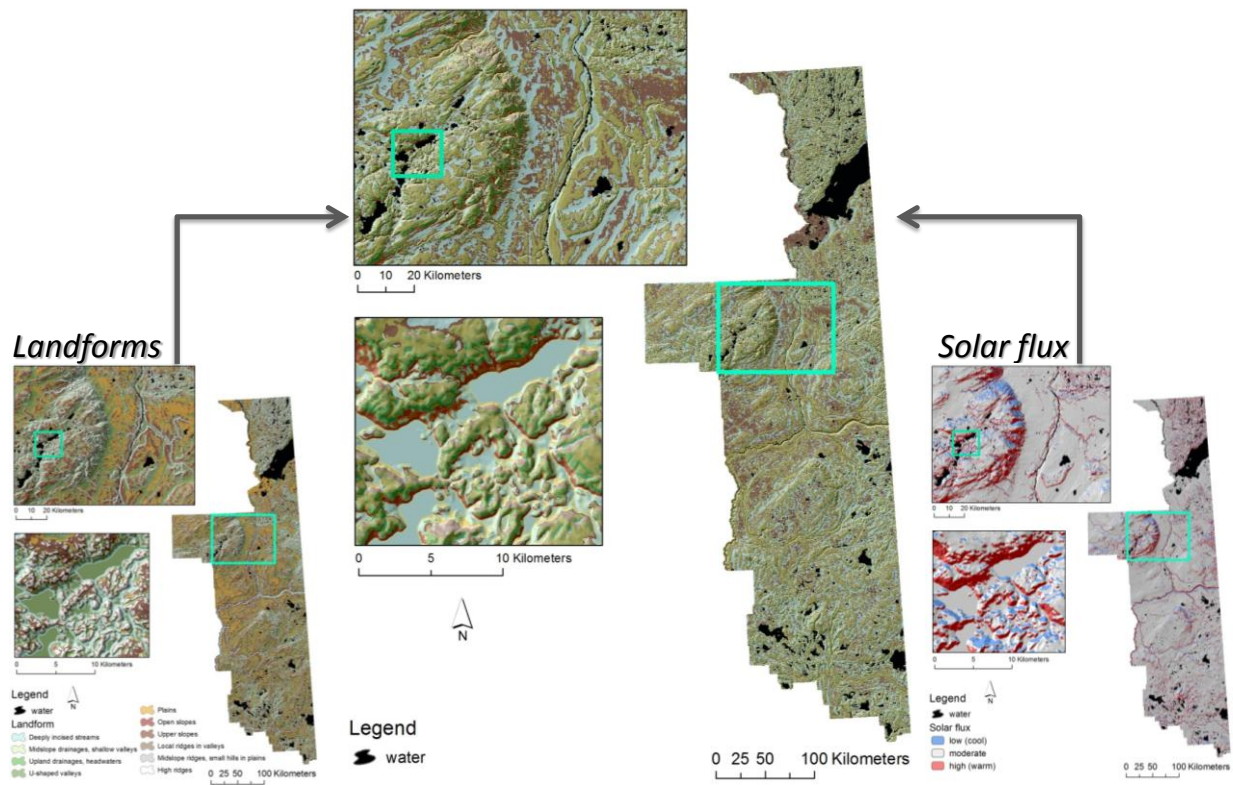 0 10 20 Kilometers
Landforms
0 10 20 Kilometers
0 5 10 Kilometers
Legend
water
N
Landform
Deeply incised streams
Midslope drainages, shallow valleys
Upland drainages, headwaters
U-shaped valleys
Plains
Open slopes
Upper slopes
Local ridges in valleys
Midslope ridges, small hills in plains
High ridges
0 25 50 100 Kilometers
0 5 10 Kilometers
N
Legend
water
0 25 50 100 Kilometers
Solar flux
0 10 20 Kilometers
0 5 10 Kilometers
N
Legend
water
Solar flux
low (cool)
moderate
high (warm)
0 25 50 100 Kilometers